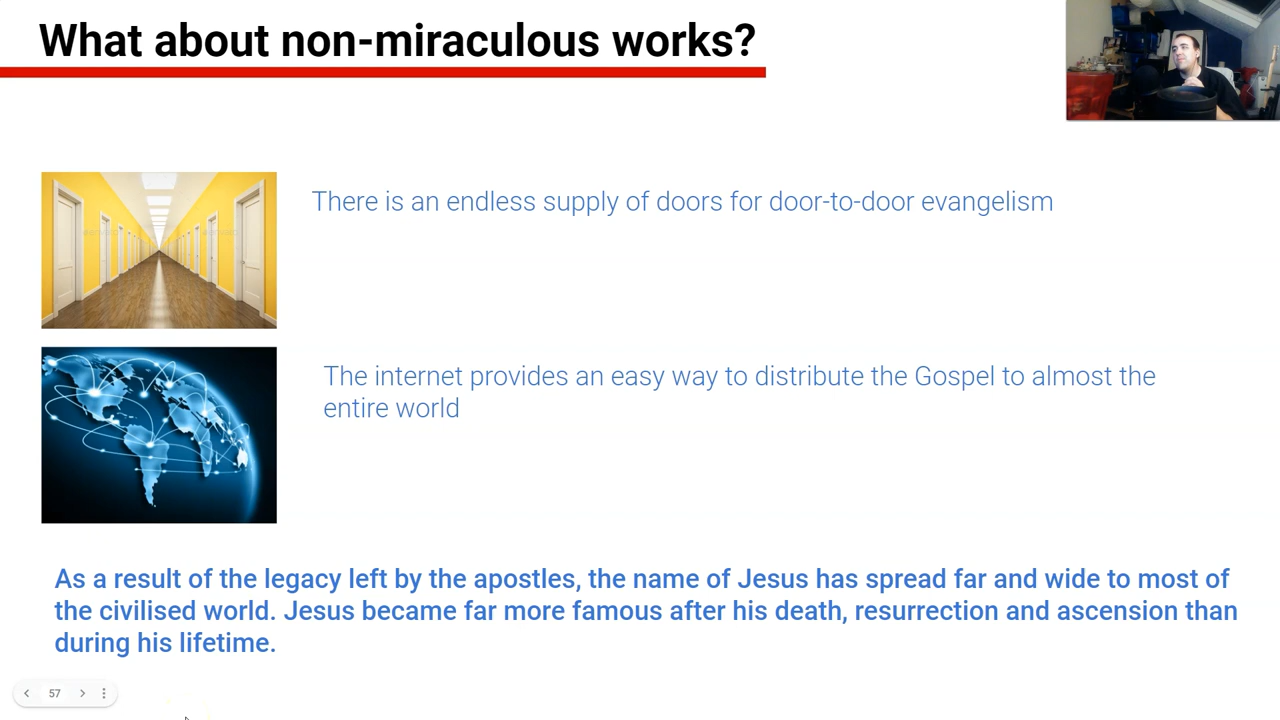 What about non-miraculous works?
There is an endless supply of doors for door-to-door evangelism
The internet provides an easy way to distribute the Gospel to almost the
entire world
As a result of the legacy left by the apostles, the name of Jesus has spread far and wide to most of
the civilised world. Jesus became far more famous after his death, resurrection and ascension than
during his lifetime.
57